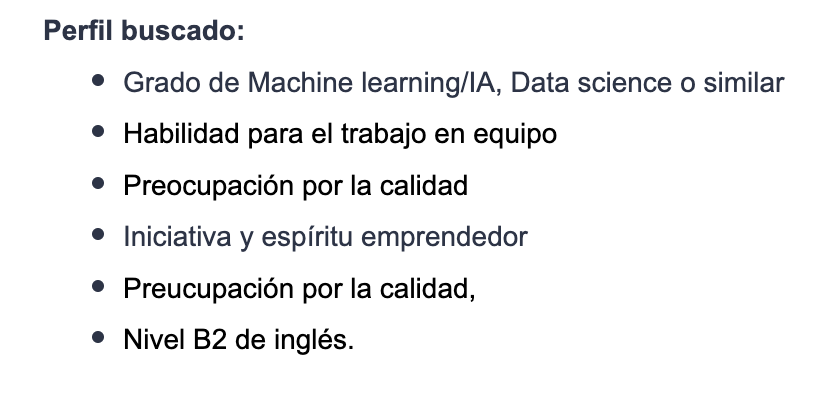 Perfil buscado:
Grado de Machine learning/IA, Data science o similar
Habilidad para el trabajo en equipo
Preocupación por la calidad
Iniciativa y espíritu emprendedor
Preucupación por la calidad,
Nivel B2 de inglés.